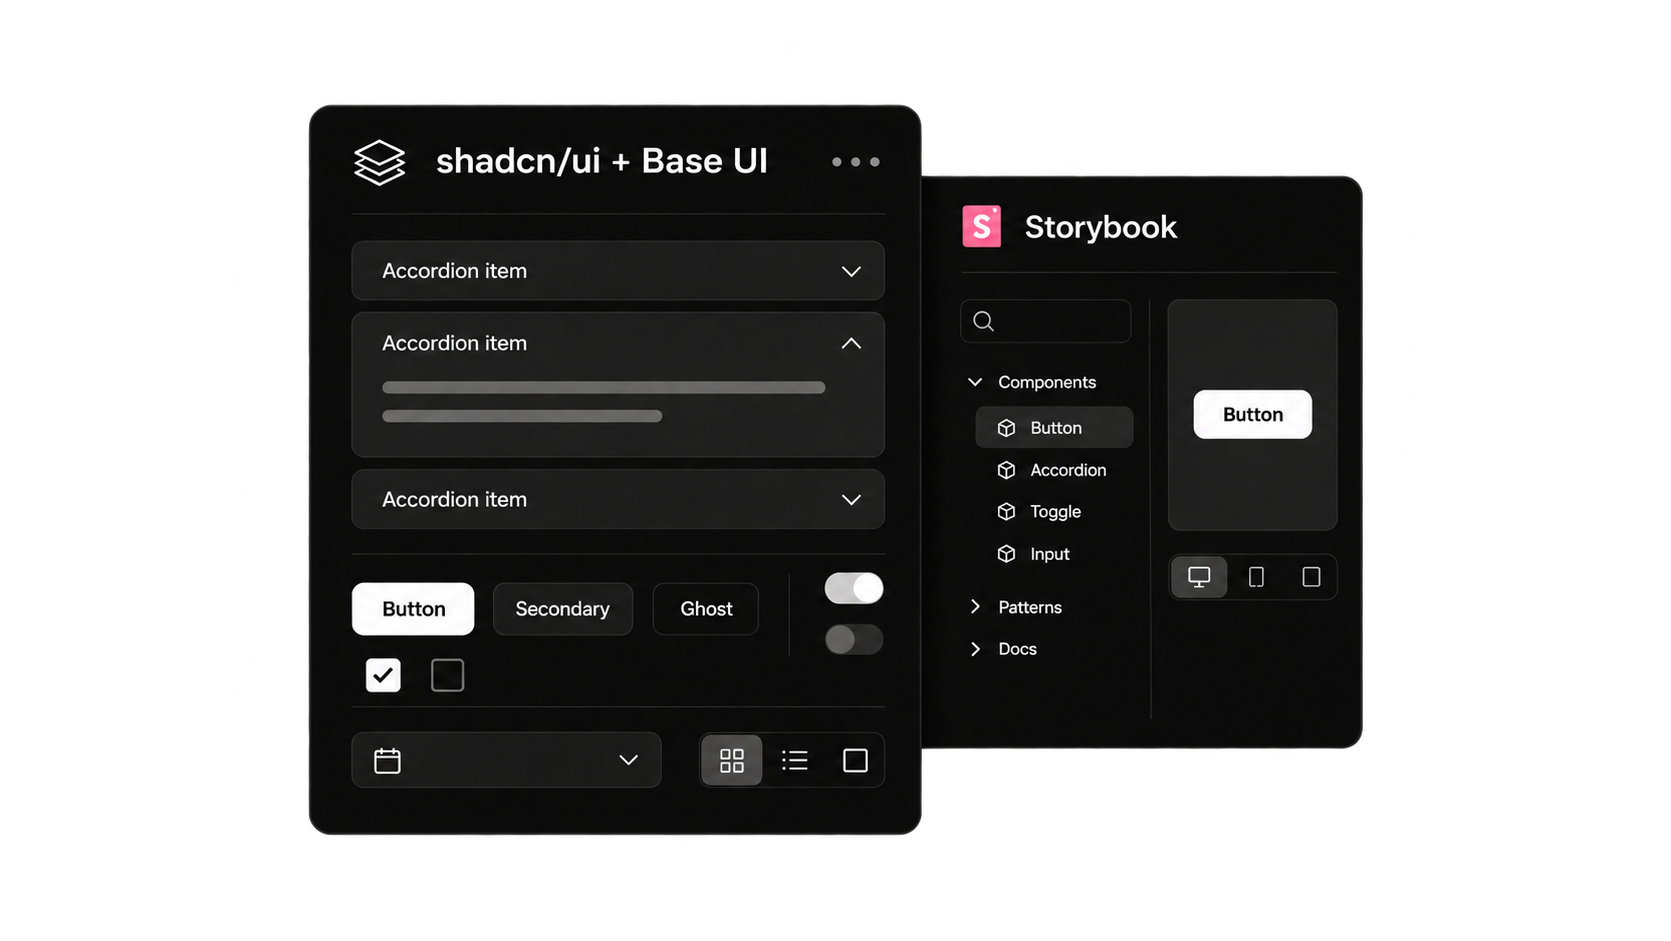 shadcn/ui + Base UI
Accordion item
Accordion item
Accordion item
Button
Secondary
Ghost
S
Storybook
Components
Button
Accordion
Toggle
Input
Patterns
Docs
Button